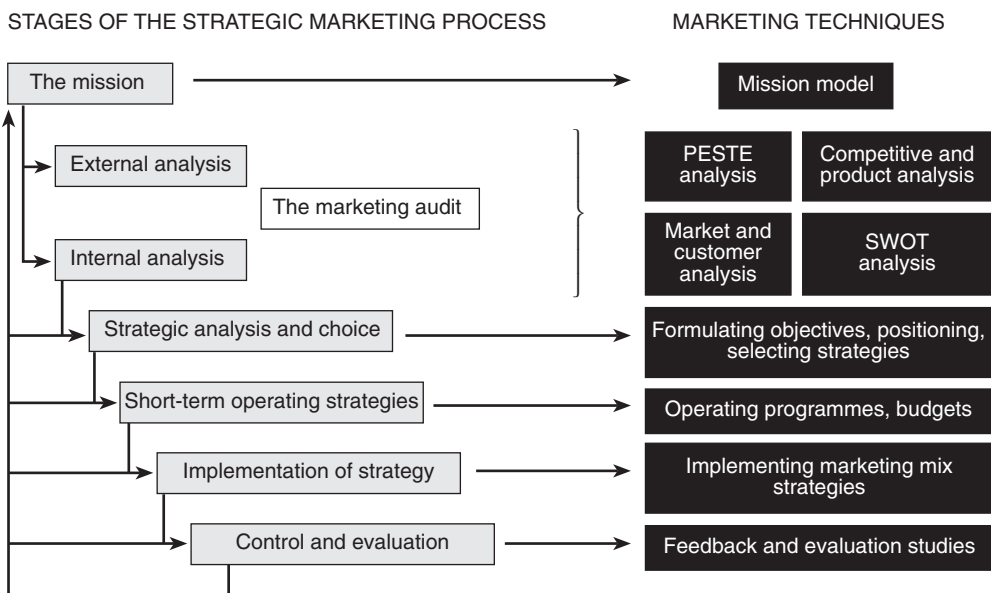 STAGES OF THE STRATEGIC MARKETING PROCESS
MARKETING TECHNIQUES
The mission
Mission model
External analysis
The marketing audit
Internal analysis
PESTE
analysis
Competitive and
product analysis
Market and
customer
analysis
SWOT
analysis
Strategic analysis and choice
Formulating objectives, positioning,
selecting strategies
Short-term operating strategies
Operating programmes, budgets
Implementation of strategy
Implementing marketing mix
strategies
Control and evaluation
Feedback and evaluation studies